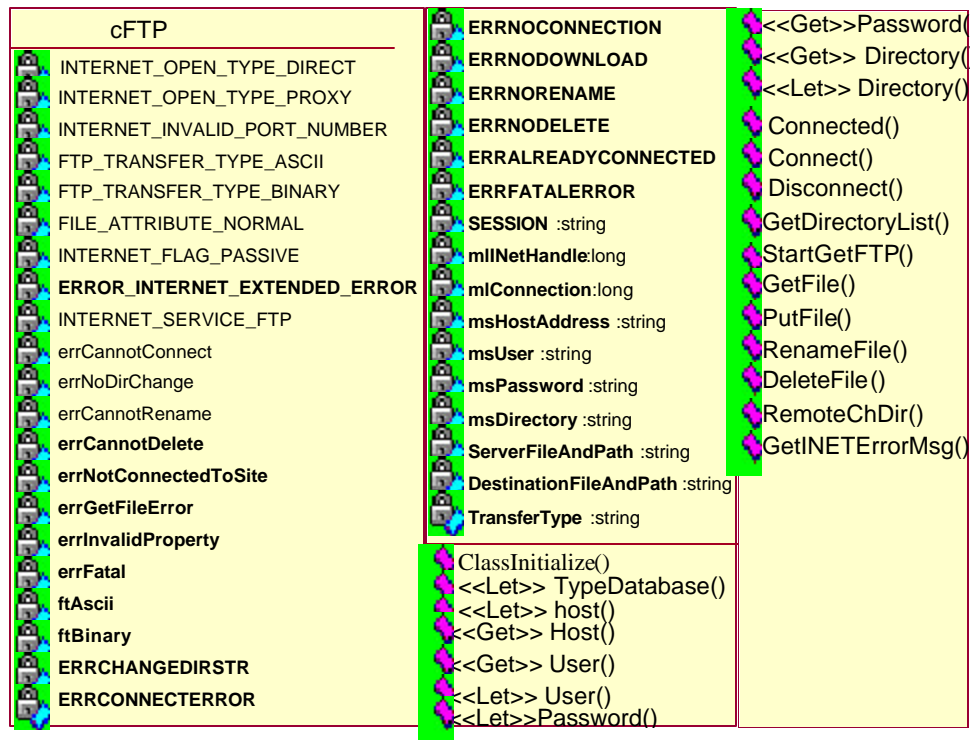 cFTP
INTERNET_OPEN_TYPE_DIRECT
INTERNET_OPEN_TYPE_PROXY
INTERNET_INVALID_PORT_NUMBER
FTP_TRANSFER_TYPE_ASCII
FTP_TRANSFER_TYPE_BINARY
FILE_ATTRIBUTE_NORMAL
INTERNET_FLAG_PASSIVE
ERROR_INTERNET_EXTENDED_ERROR
INTERNET_SERVICE_FTP
errCannotConnect
errNoDirChange
errCannotRename
errCannotDelete
errNotConnectedToSite
errGetFileError
errInvalidProperty
errFatal
ftAscii
ftBinary
ERRCHANGEDIRSTR
ERRCONNECTERROR
ERRNOCONNECTION
ERRNODOWNLOAD
ERRNORENAME
ERRNODELETE
ERRALREADYCONNECTED
ERRFATALERROR
SESSION :string
mlINetHandle:long
mlConnection:long
msHostAddress :string
msUser :string
msPassword :string
msDirectory :string
ServerFileAndPath :string
DestinationFileAndPath :string
TransferType :string
ClassInitialize()
<<Let>> TypeDatabase()
<<Let>> host()
<<Get>> Host()
<<Get>> User()
<<Let>> User()
<<Let>>Password()
<<Get>>Password(
<<Get>> Directory(
<<Let>> Directory()
Connected()
Connect()
Disconnect()
GetDirectoryList()
StartGetFTP()
GetFile()
PutFile()
RenameFile()
DeleteFile()
RemoteChDir()
GetINETErrorMsg()